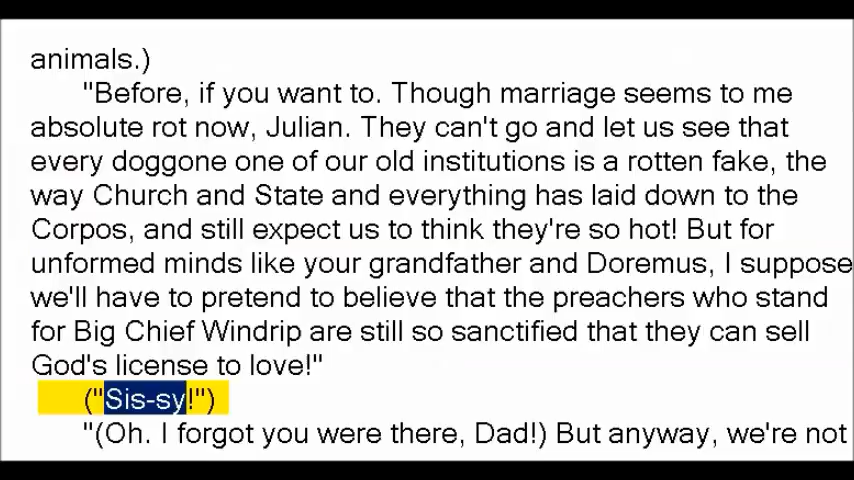 animals.)
"Before, if you want to. Though marriage seems to me
absolute rot now, Julian. They can't go and let us see that
every doggone one of our old institutions is a rotten fake, the
way Church and State and everything has laid down to the
Corpos, and still expect us to think they're so hot! But for
unformed minds like your grandfather and Doremus, I suppose
we'll have to pretend to believe that the preachers who stand
for Big Chief Windrip are still so sanctified that they can sell
God's license to love!"
("Sis-sy!")
"(Oh. I forgot you were there, Dad!) But anyway, we're not